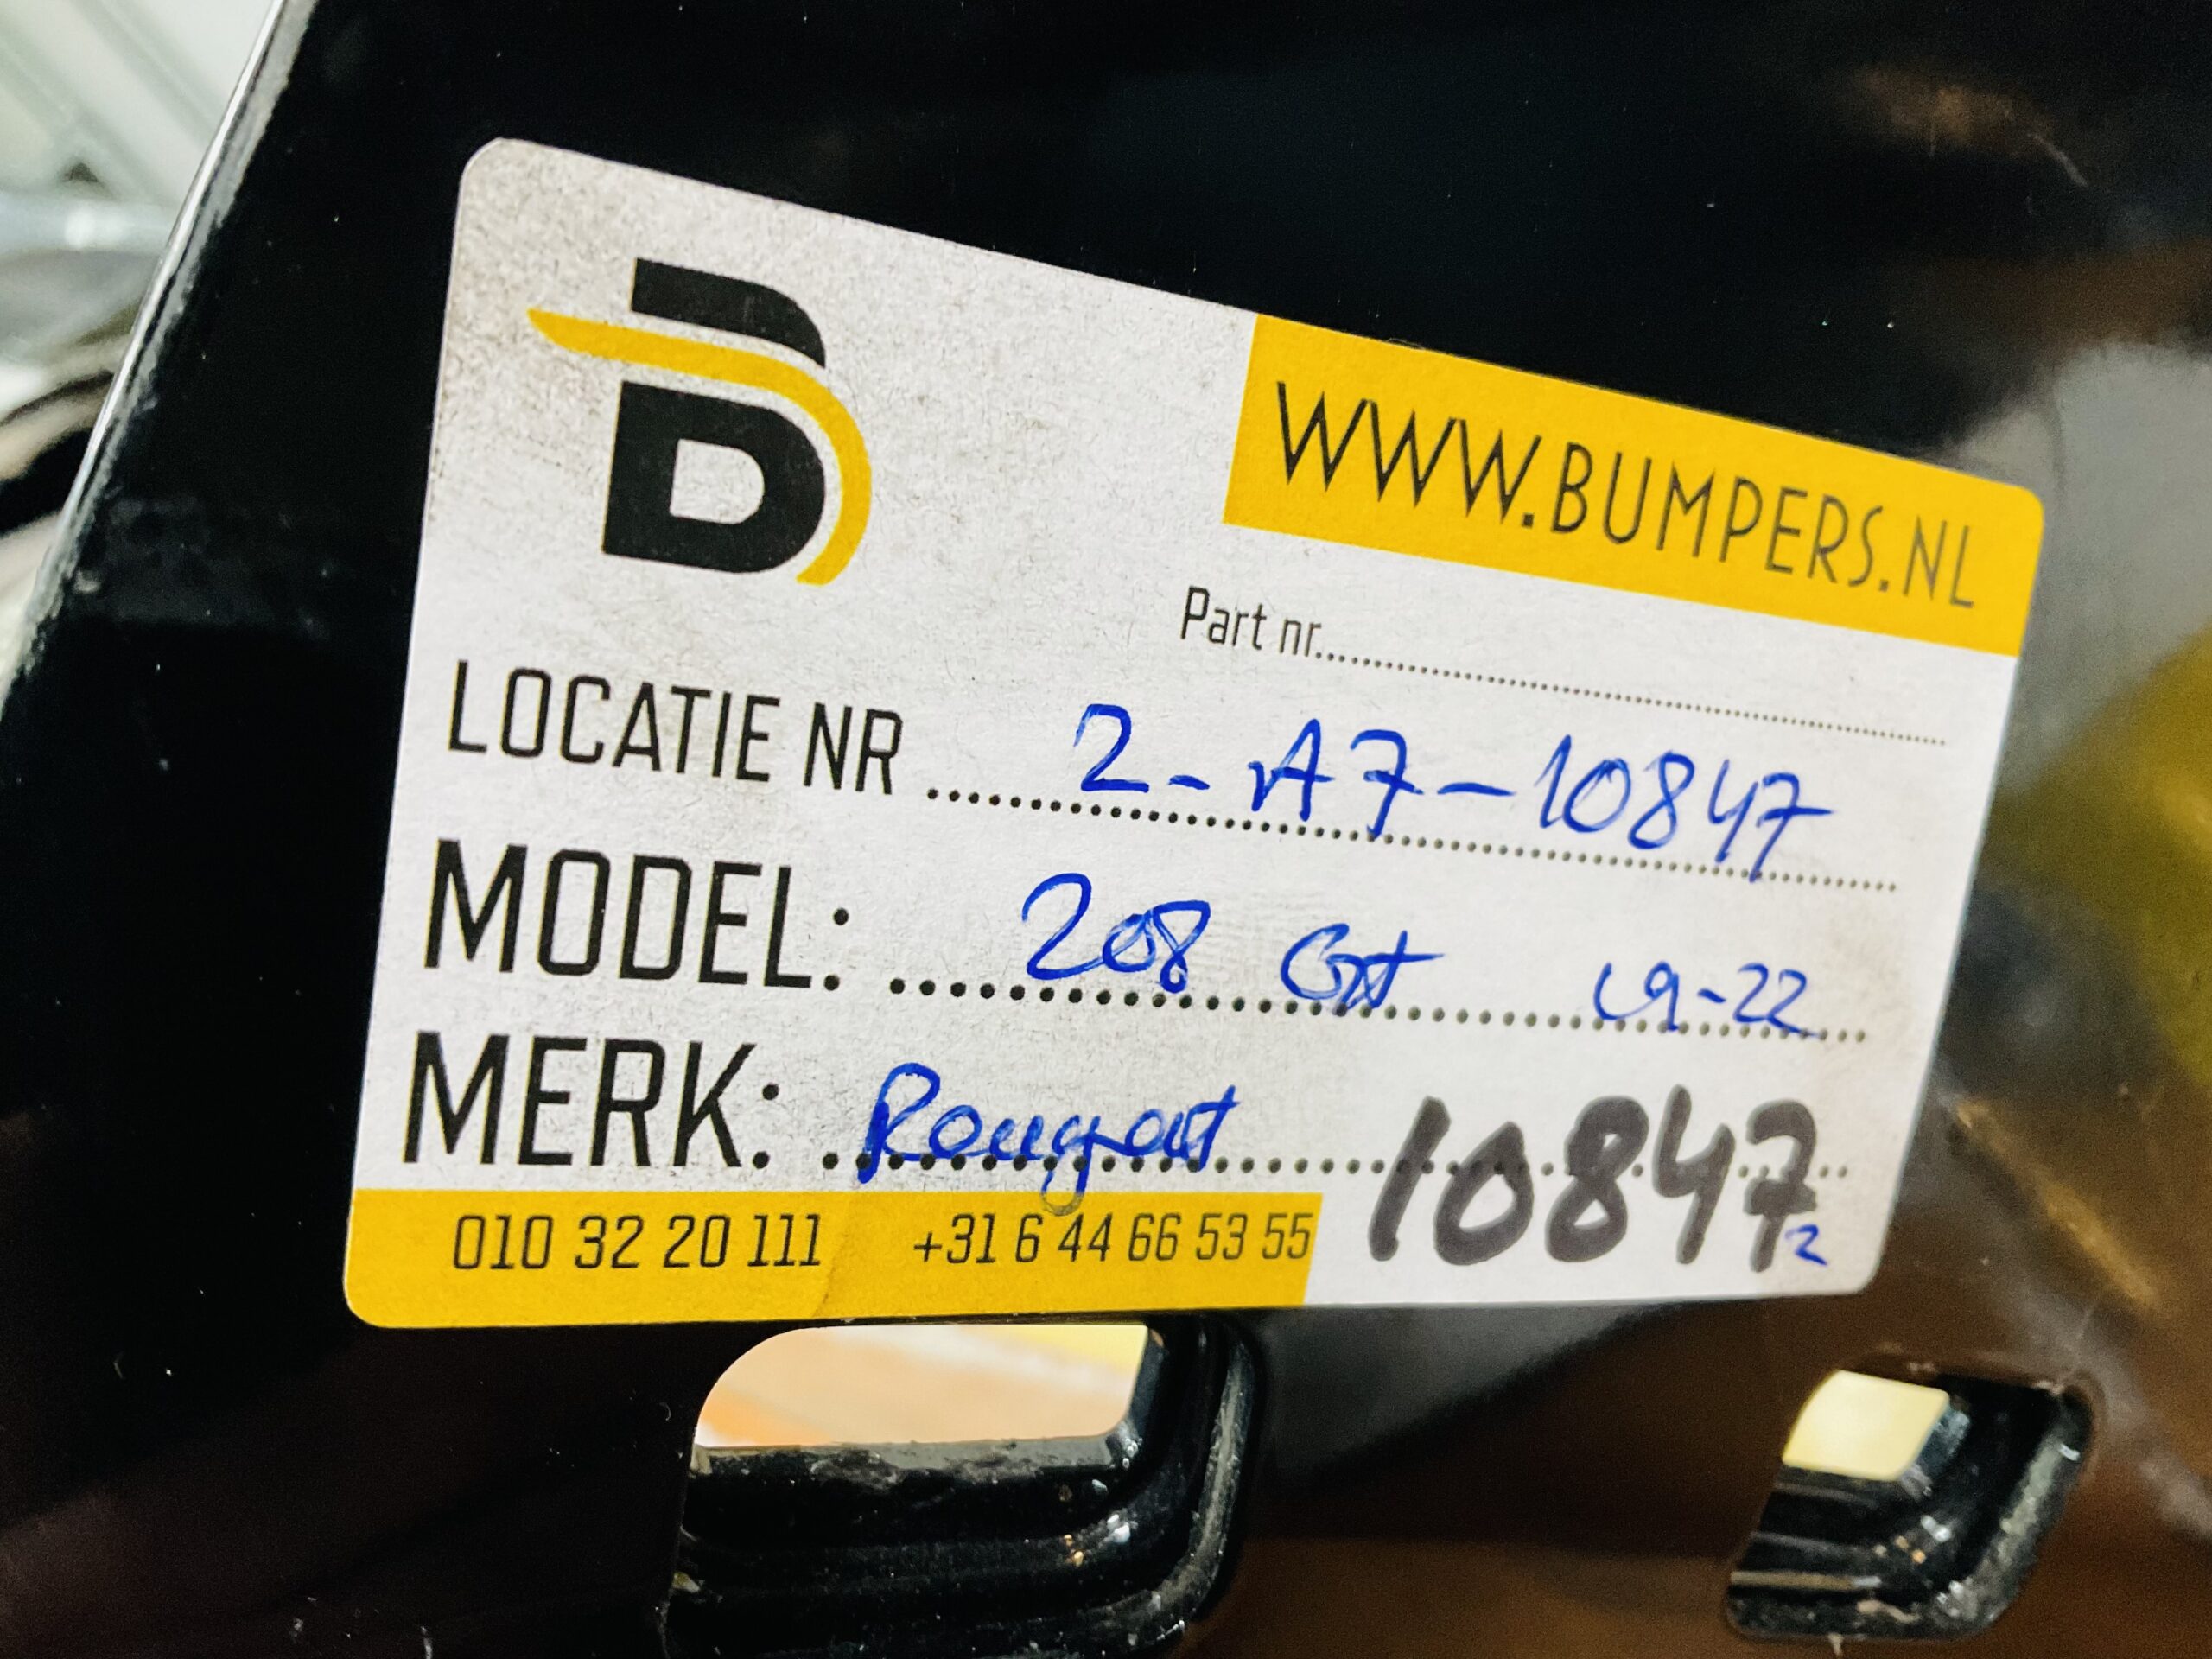 B
WWW.BUMPERS.NL
Part nr..............................
LOCATIE NR .... 2-A7-10847
MODEL: .... 208 Gt 19-22
MERK: .... Peugeot
10847
2
010 32 20 111 +31 6 44 66 53 55